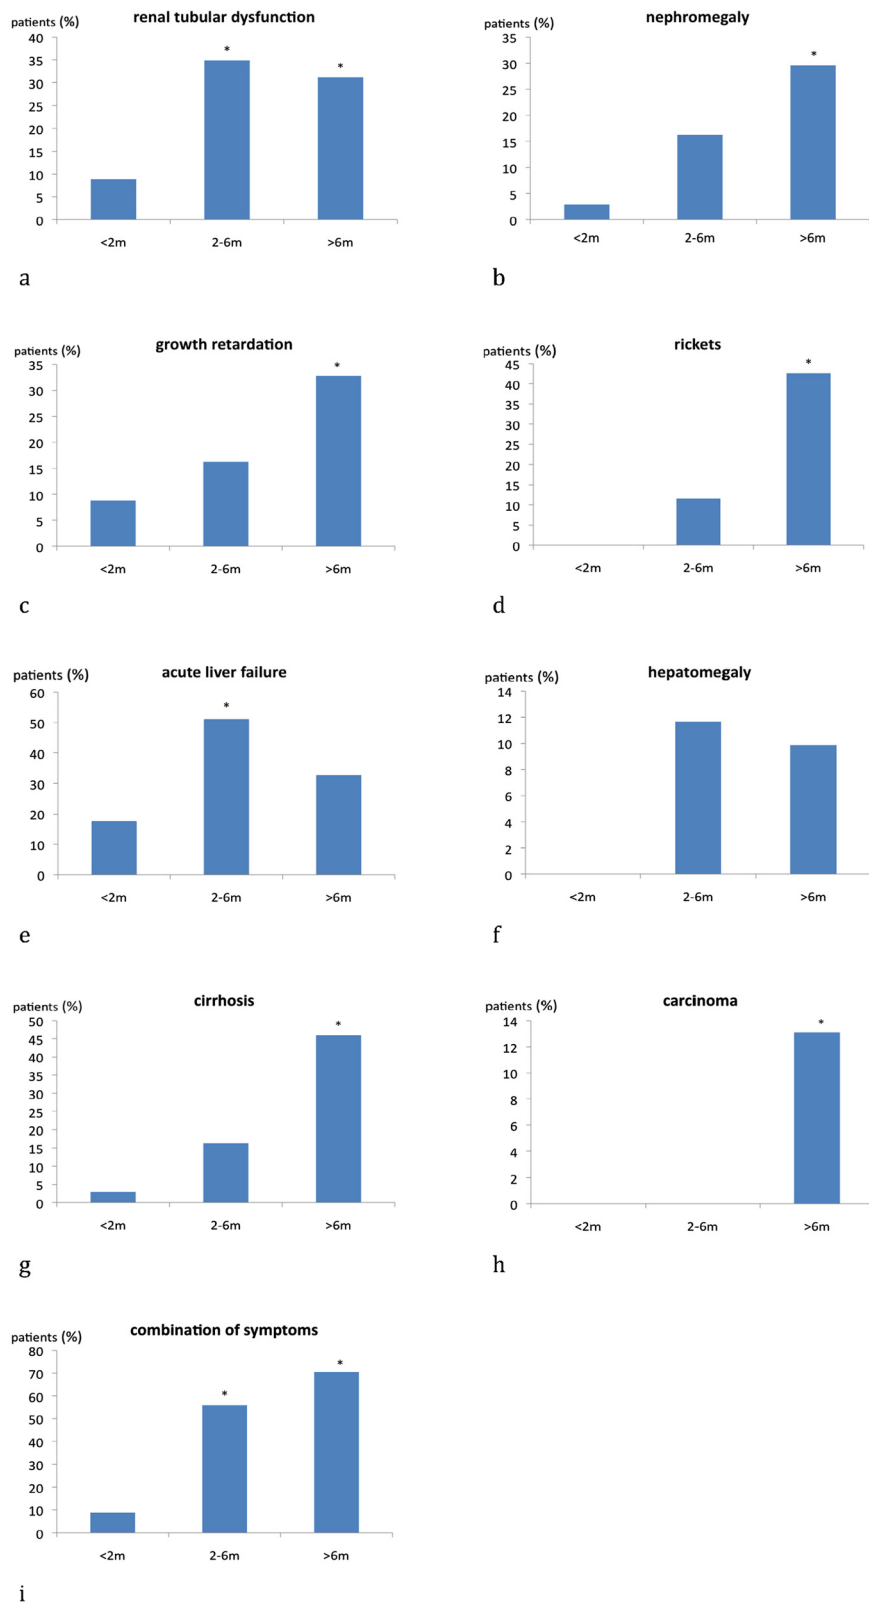 renal tubular dysfunction
patients (%)
40
35
30
25
20
15
10
5
0
* *
<2m 2-6m >6m
a
nephromegaly
patients (%)
35
30
25
20
15
10
5
0
*
<2m 2-6m >6m
b
growth retardation
patients (%)
35
30
25
20
15
10
5
0
*
<2m 2-6m >6m
c
rickets
patients (%)
45
40
35
30
25
20
15
10
5
0
*
<2m 2-6m >6m
d
acute liver failure
patients (%)
60
50
40
30
20
10
0
*
<2m 2-6m >6m
e
hepatomegaly
patients (%)
14
12
10
8
6
4
2
0
<2m 2-6m >6m
f
cirrhosis
patients (%)
50
45
40
35
30
25
20
15
10
5
0
*
<2m 2-6m >6m
g
carcinoma
patients (%)
14
12
10
8
6
4
2
0
*
<2m 2-6m >6m
h
combination of symptoms
patients (%)
80
70
60
50
40
30
20
10
0
* *
<2m 2-6m >6m
i